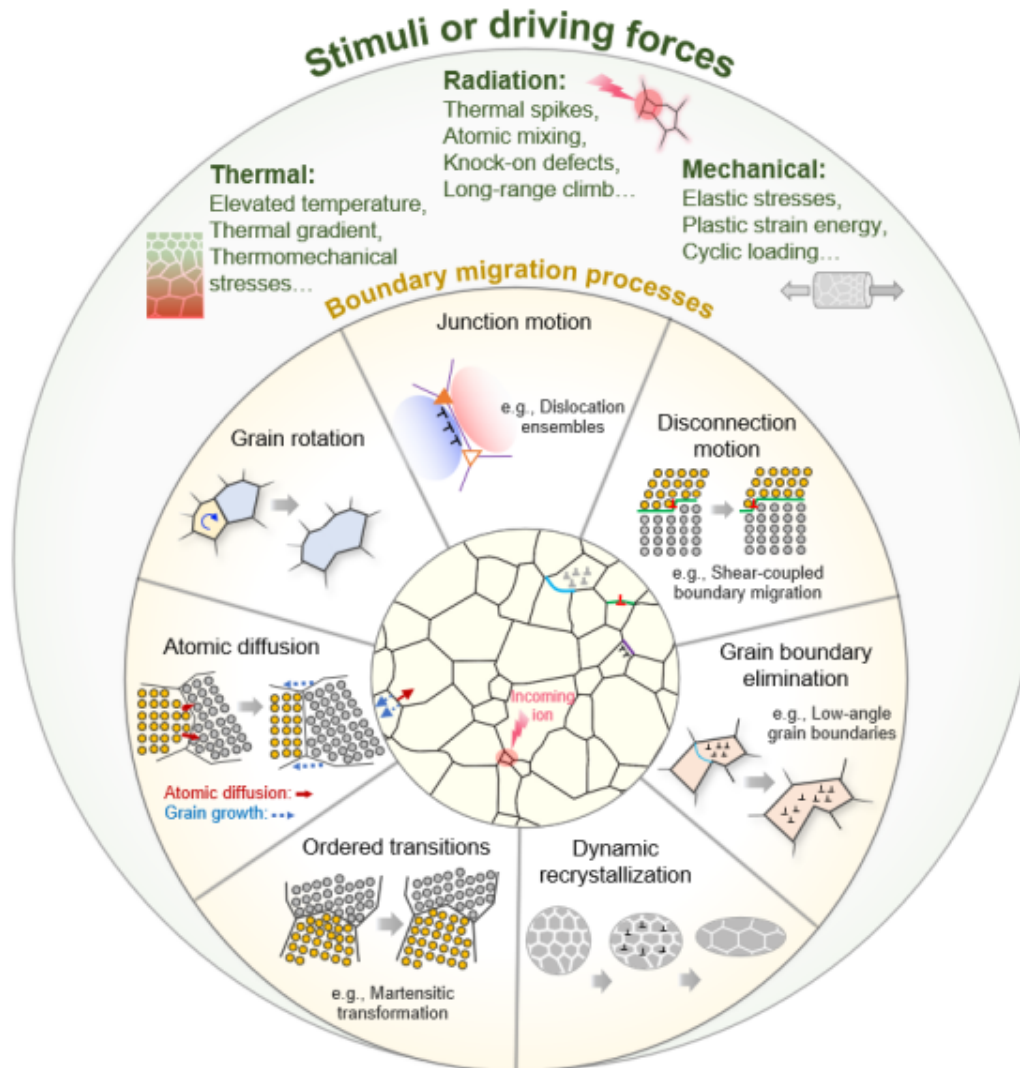 Stimuli or driving forces
Radiation:
Thermal spikes,
Atomic mixing,
Knock-on defects,
Long-range climb…
Thermal:
Elevated temperature,
Thermal gradient,
Thermomechanical
stresses…
Mechanical:
Elastic stresses,
Plastic strain energy,
Cyclic loading…
Boundary migration processes
Junction motion
e.g., Dislocation
ensembles
Grain rotation
Disconnection
motion
e.g., Shear-coupled
boundary migration
Atomic diffusion
Atomic diffusion:
Grain growth:
Incoming
ion
Grain boundary
elimination
e.g., Low-angle
grain boundaries
Ordered transitions
e.g., Martensitic
transformation
Dynamic
recrystallization